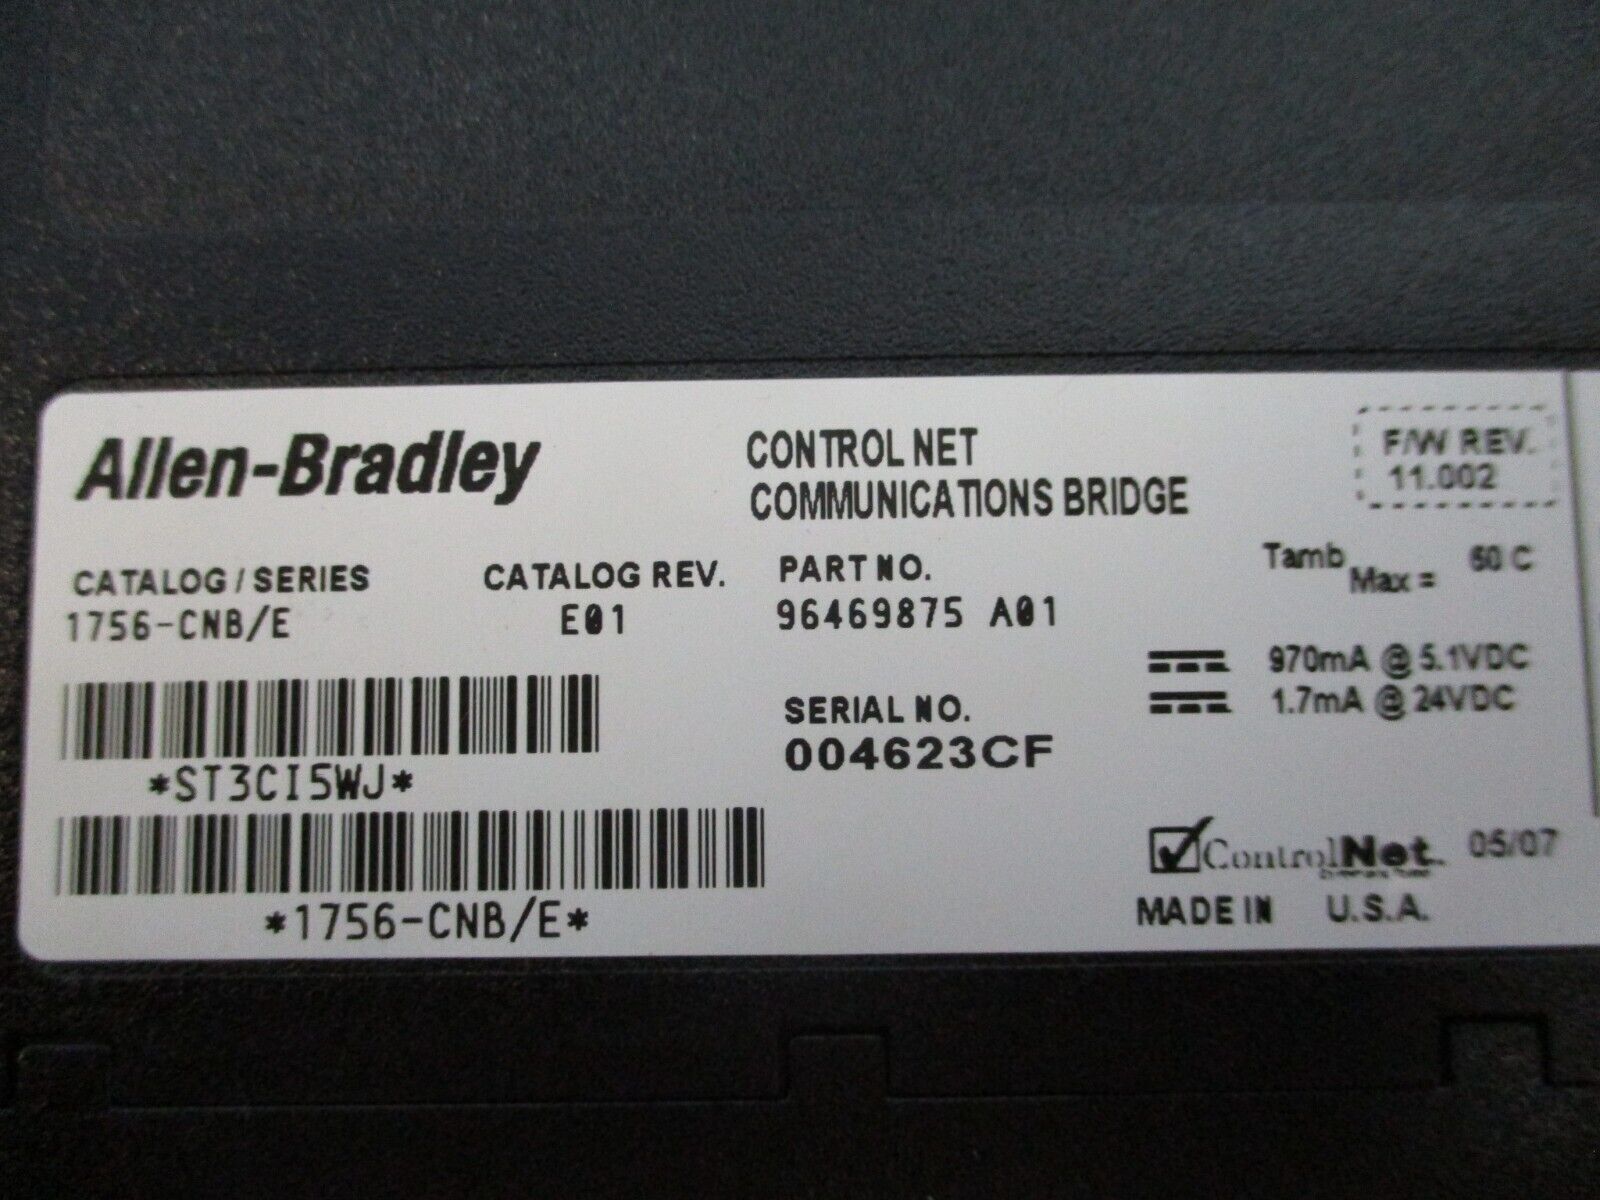 Allen-Bradley
CONTROL NET
COMMUNICATIONS BRIDGE
F/W REV.
11.002
CATALOG / SERIES
1756-CNB/E
CATALOG REV.
E01
PART NO.
96469875 A01
Tamb Max = 60 C
970mA @ 5.1VDC
1.7mA @ 24VDC
SERIAL NO.
004623CF
*ST3CI5WJ*
*1756-CNB/E*
ControlNet 05/07
MADE IN U.S.A.